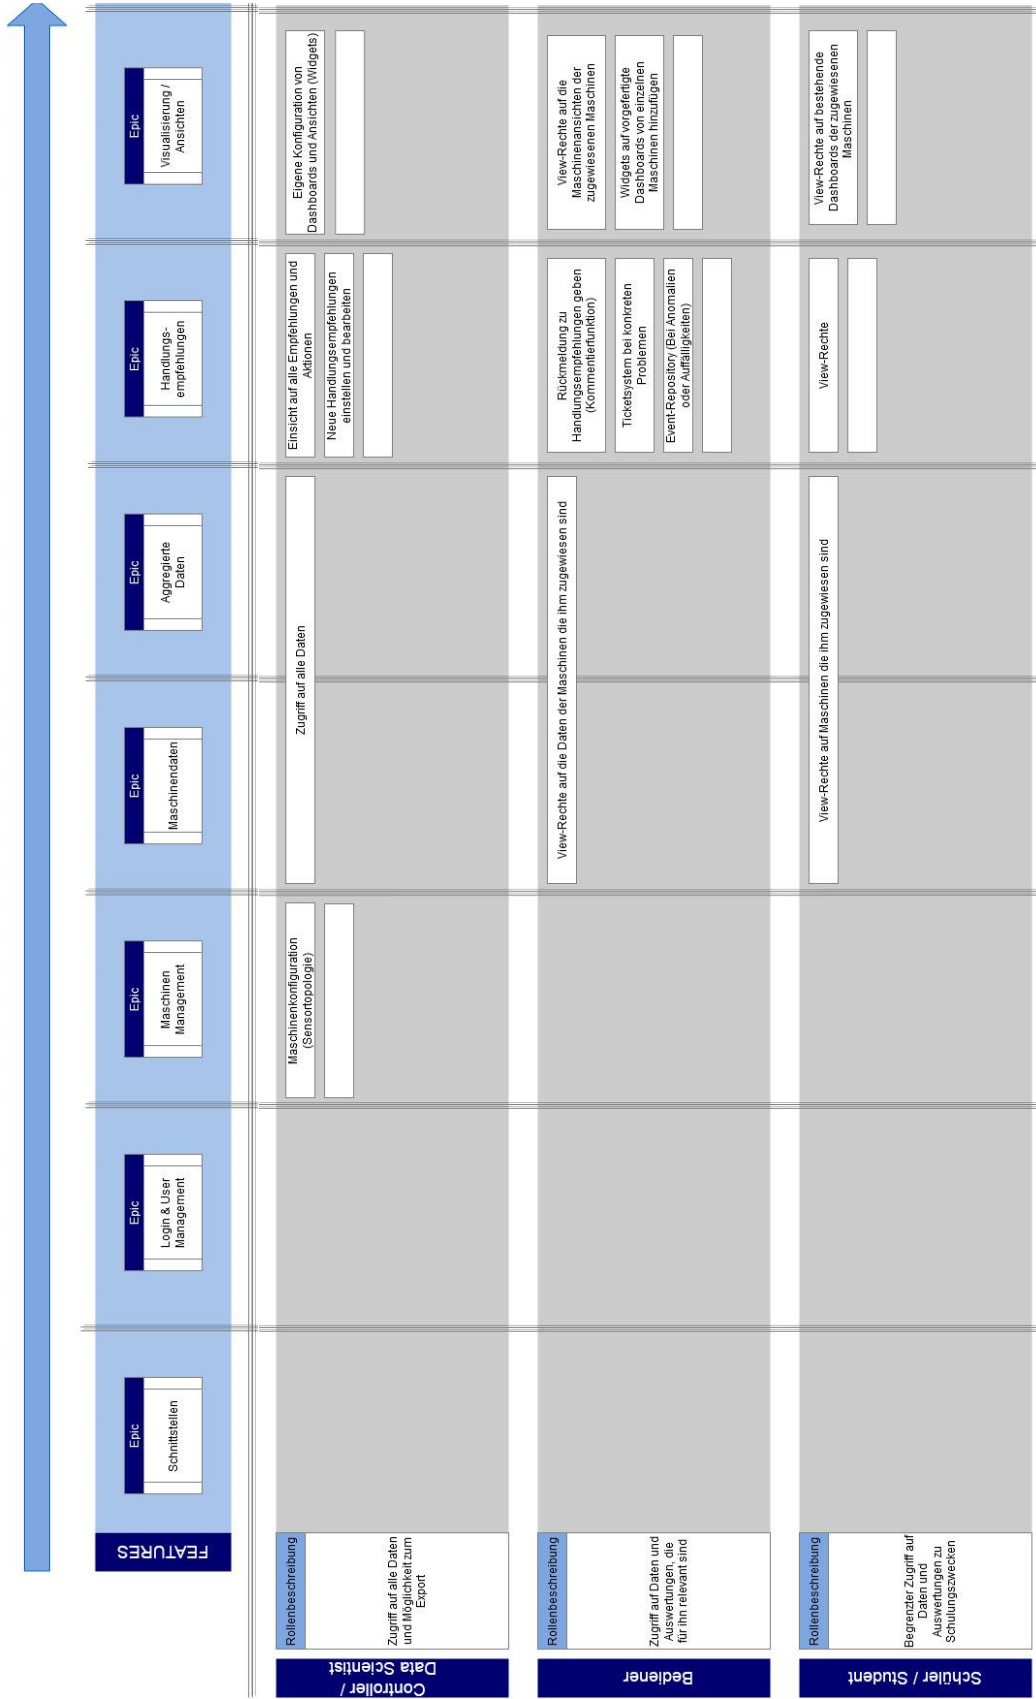 FEATURES
Epic
Schnittstellen
Epic
Login & User
Management
Epic
Maschinen
Management
Epic
Maschinendaten
Epic
Aggregierte
Daten
Epic
Handlungs-
empfehlungen
Epic
Visualisierung /
Ansichten
Controller /
Data Scientist
Rollenbeschreibung
Zugriff auf alle Daten
und Möglichkeit zum
Export
Maschinenkonfiguration
(Sensortopologie)
Zugriff auf alle Daten
Einsicht auf alle Empfehlungen und
Aktionen
Neue Handlungsempfehlungen
einstellen und bearbeiten
Eigene Konfiguration von
Dashboards und Ansichten (Widgets)
Bediener
Rollenbeschreibung
Zugriff auf Daten und
Auswertungen, die
für ihn relevant sind
View-Rechte auf die Daten der Maschinen die ihm zugewiesen sind
Rückmeldung zu
Handlungsempfehlungen geben
(Kommentierfunktion)
Ticketsystem bei konkreten
Problemen
Event-Repository (Bei Anomalien
oder Auffälligkeiten)
View-Rechte auf die
Maschinenansichten der
zugewiesenen Maschinen
Widgets auf vorgefertigte
Dashboards von einzelnen
Maschinen hinzufügen
Schüler / Student
Rollenbeschreibung
Begrenzter Zugriff auf
Daten und
Auswertungen zu
Schulungszwecken
View-Rechte auf Maschinen die ihm zugewiesen sind
View-Rechte
View-Rechte auf bestehende
Dashboards der zugewiesenen
Maschinen